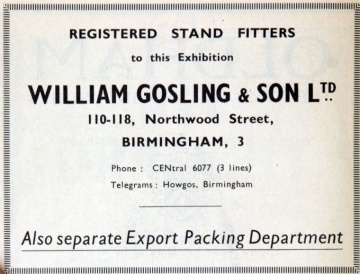 REGISTERED STAND FITTERS
to this Exhibition
WILLIAM GOSLING & SON LTD
110-118, Northwood Street,
BIRMINGHAM, 3
Phone : CENtral 6077 (3 lines)
Telegrams : Howgos, Birmingham
Also separate Export Packing Department